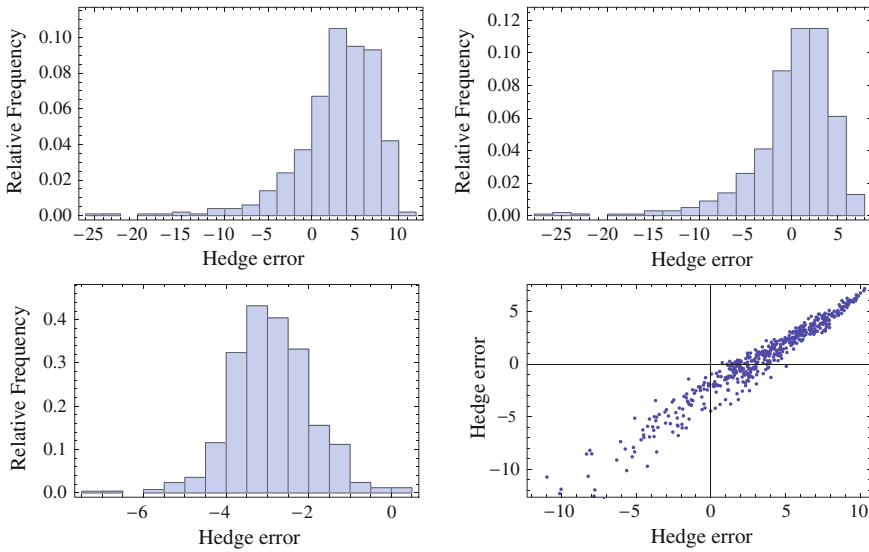 Relative Frequency
0.10
0.08
0.06
0.04
0.02
0.00
−25 −20 −15 −10 −5 0 5 10
Hedge error
Relative Frequency
0.12
0.10
0.08
0.06
0.04
0.02
0.00
−25 −20 −15 −10 −5 0 5
Hedge error
Relative Frequency
0.4
0.3
0.2
0.1
0.0
−6 −4 −2 0
Hedge error
Hedge error
5
0
−5
−10
−10 −5 0 5 10
Hedge error